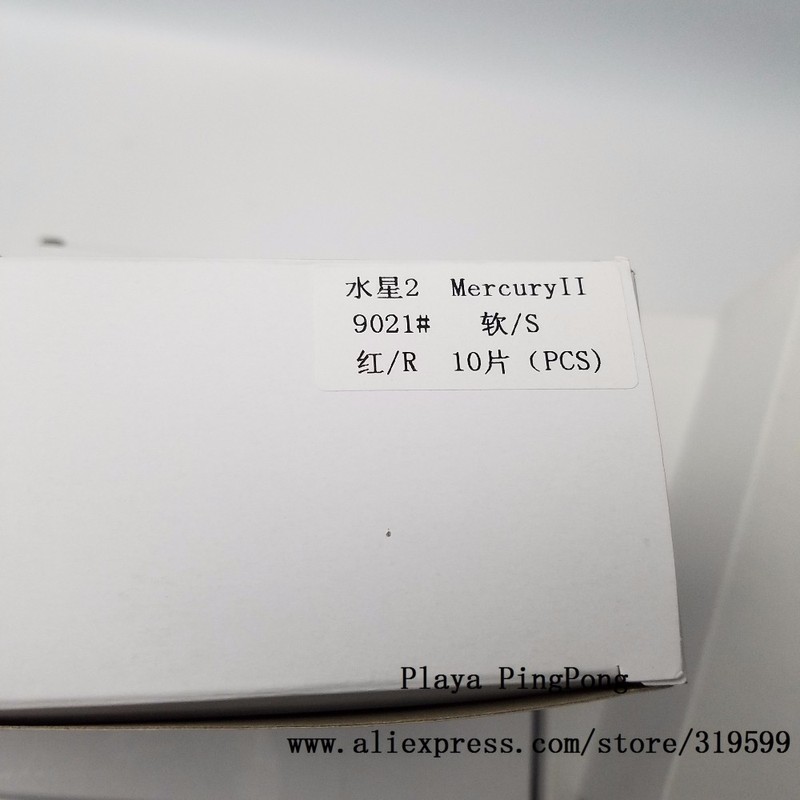 水星2 MercuryII
9021# 软/S
红/R 10片 (PCS)
Playa PingPong
www.aliexpress.com/store/319599